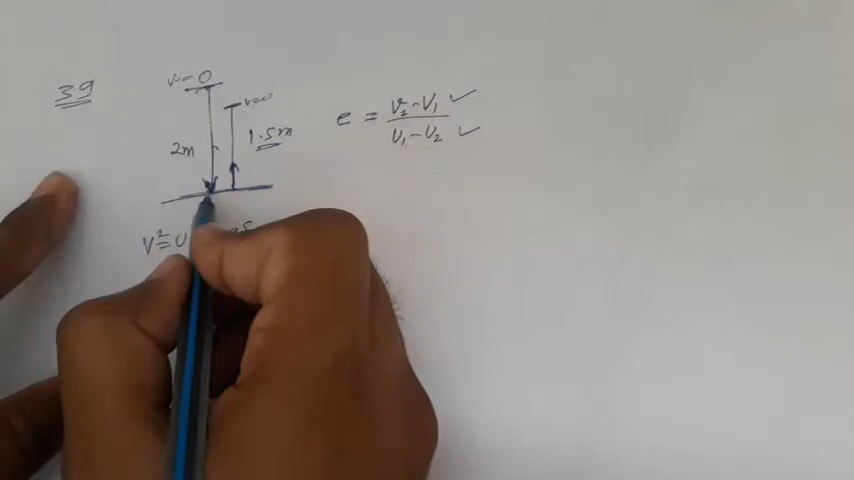 39
v=0
v=0
2m
1.5m
e = V₂-V₁ / U₁-U₂
V²=U